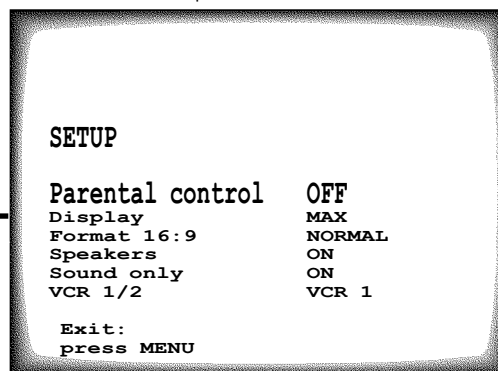 SETUP
Parental control OFF
Display MAX
Format 16:9 NORMAL
Speakers ON
Sound only ON
VCR 1/2 VCR 1
Exit:
press MENU